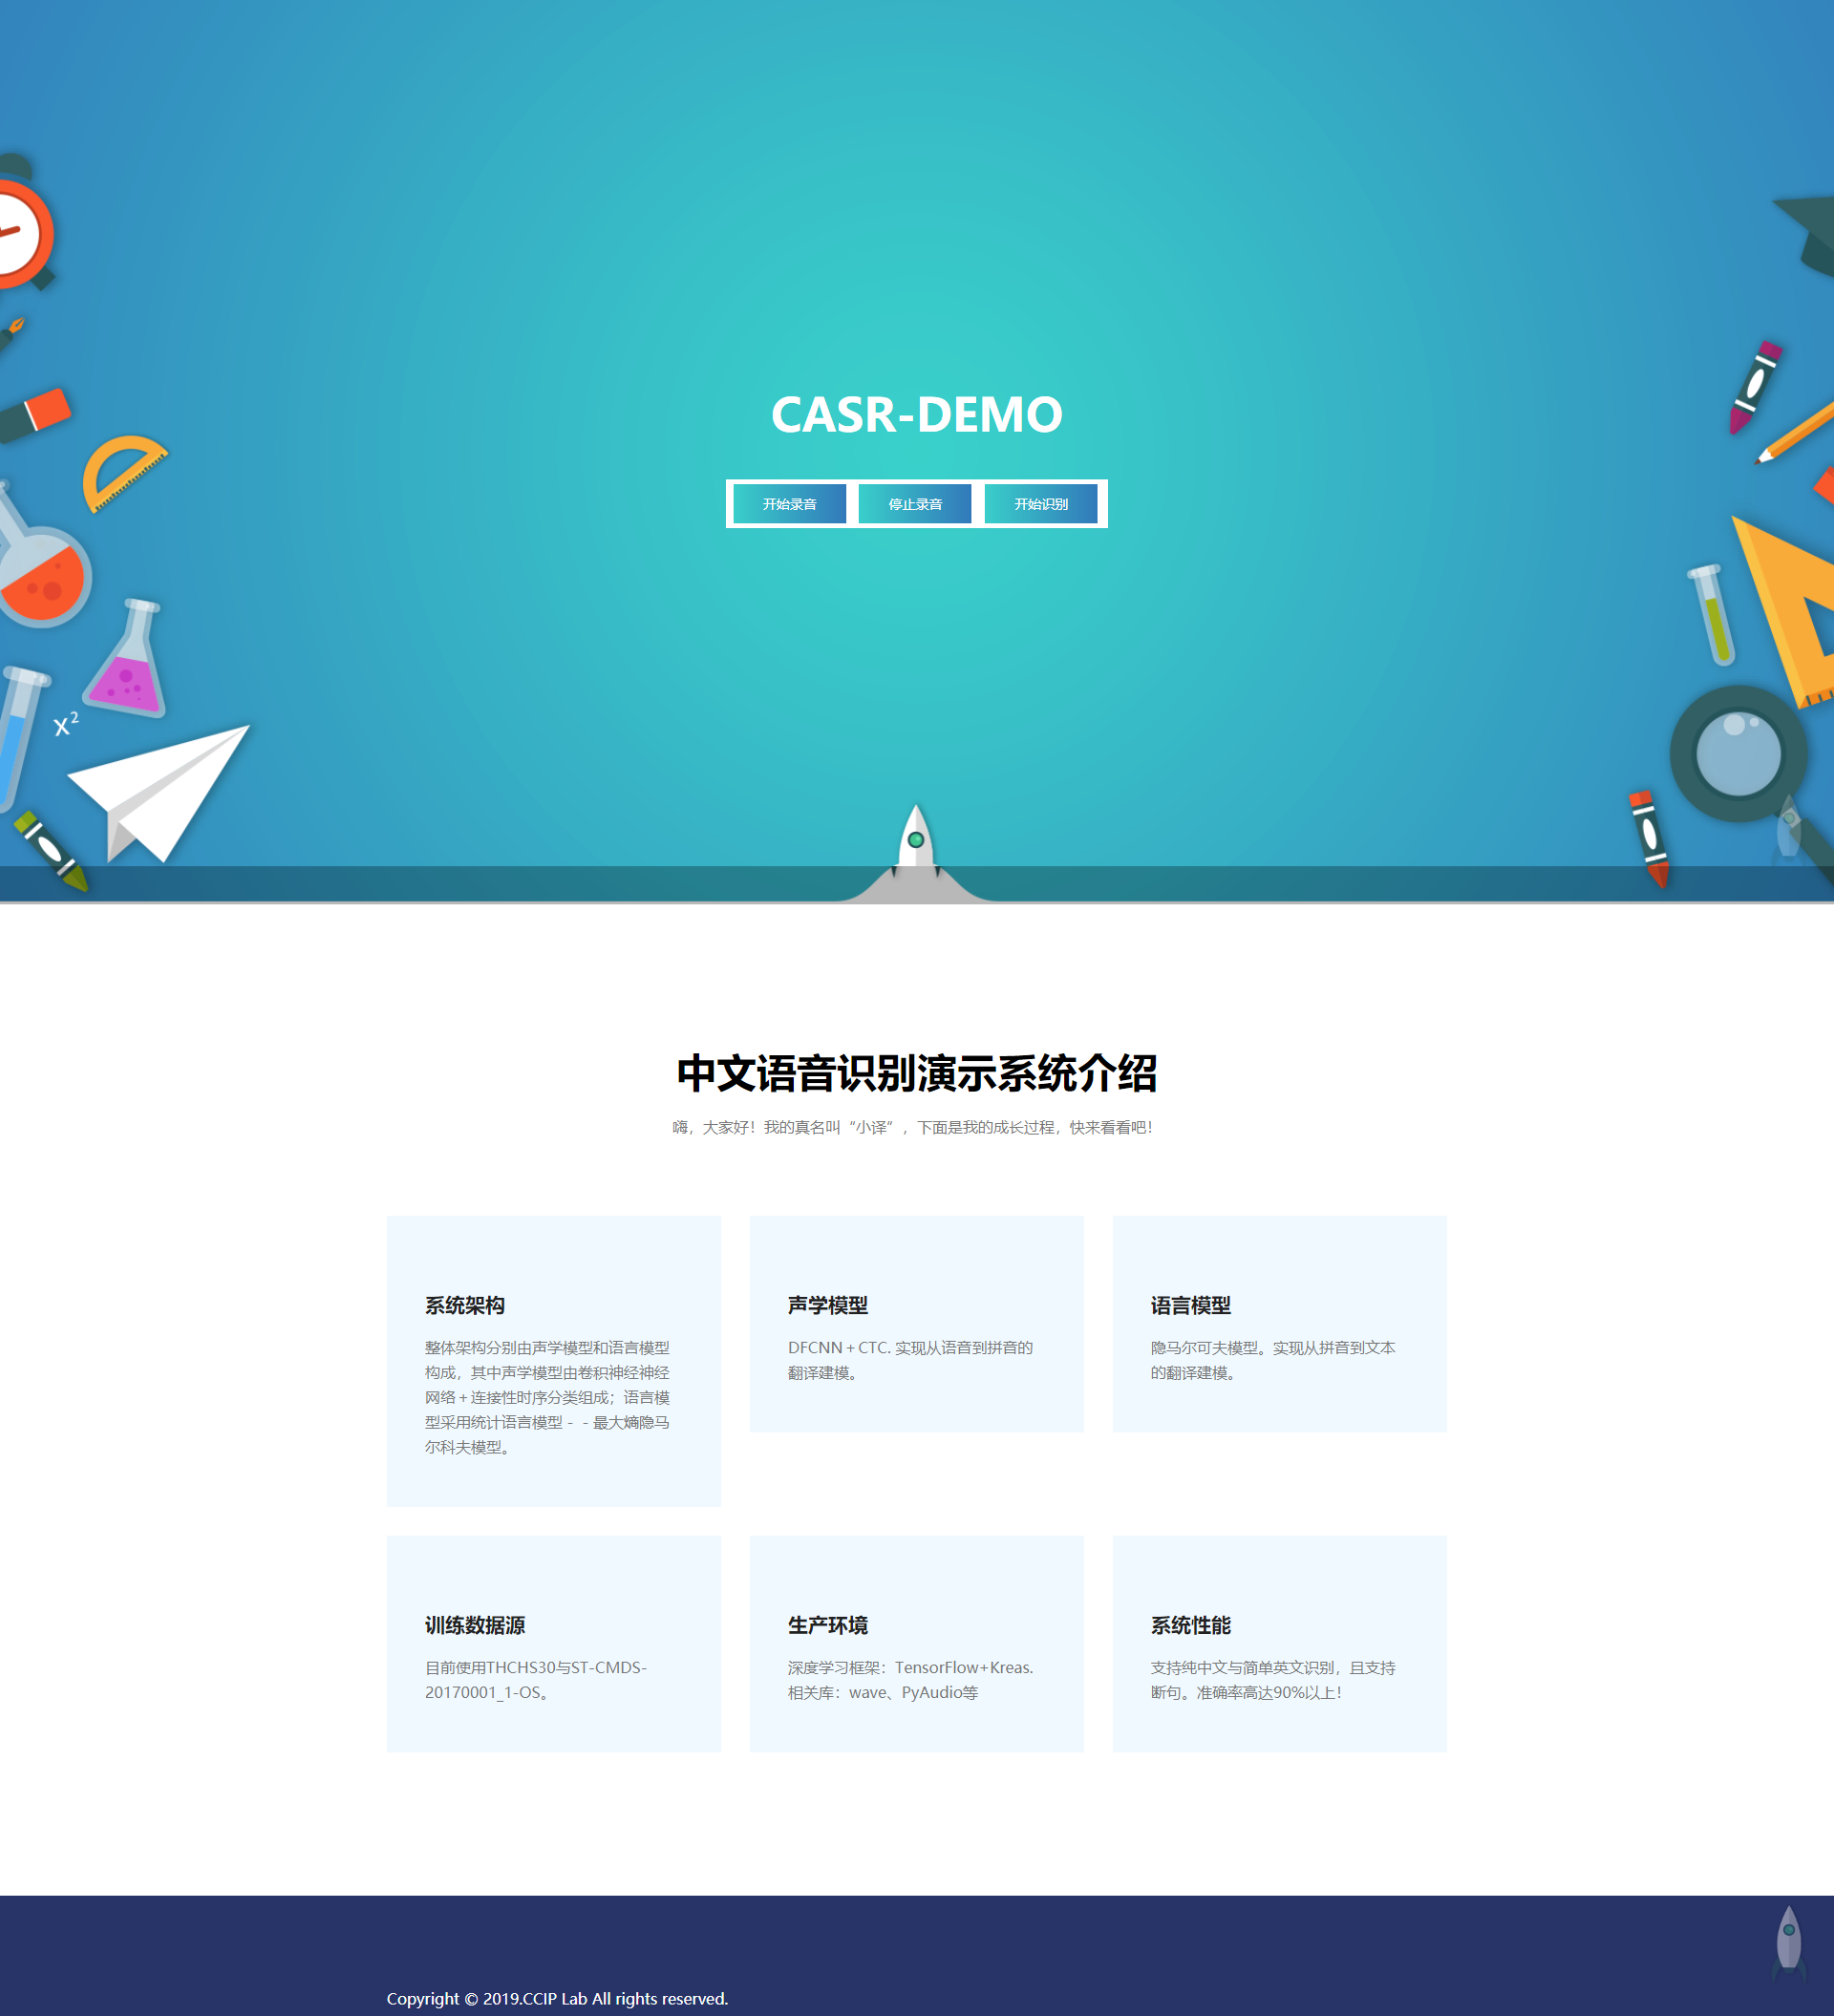 CASR-DEMO
开始录音 停止录音 开始识别
x²
中文语音识别演示系统介绍
嗨，大家好！我的真名叫“小译”，下面是我的成长过程，快来看看吧！
系统架构
整体架构分别由声学模型和语言模型
构成，其中声学模型由卷积神经神经
网络＋连接性时序分类组成；语言模
型采用统计语言模型－－最大熵隐马
尔科夫模型。
声学模型
DFCNN＋CTC. 实现从语音到拼音的
翻译建模。
语言模型
隐马尔可夫模型。实现从拼音到文本
的翻译建模。
训练数据源
目前使用THCHS30与ST-CMDS-
20170001_1-OS。
生产环境
深度学习框架：TensorFlow+Kreas.
相关库：wave、PyAudio等
系统性能
支持纯中文与简单英文识别，且支持
断句。准确率高达90%以上！
Copyright © 2019.CCIP Lab All rights reserved.